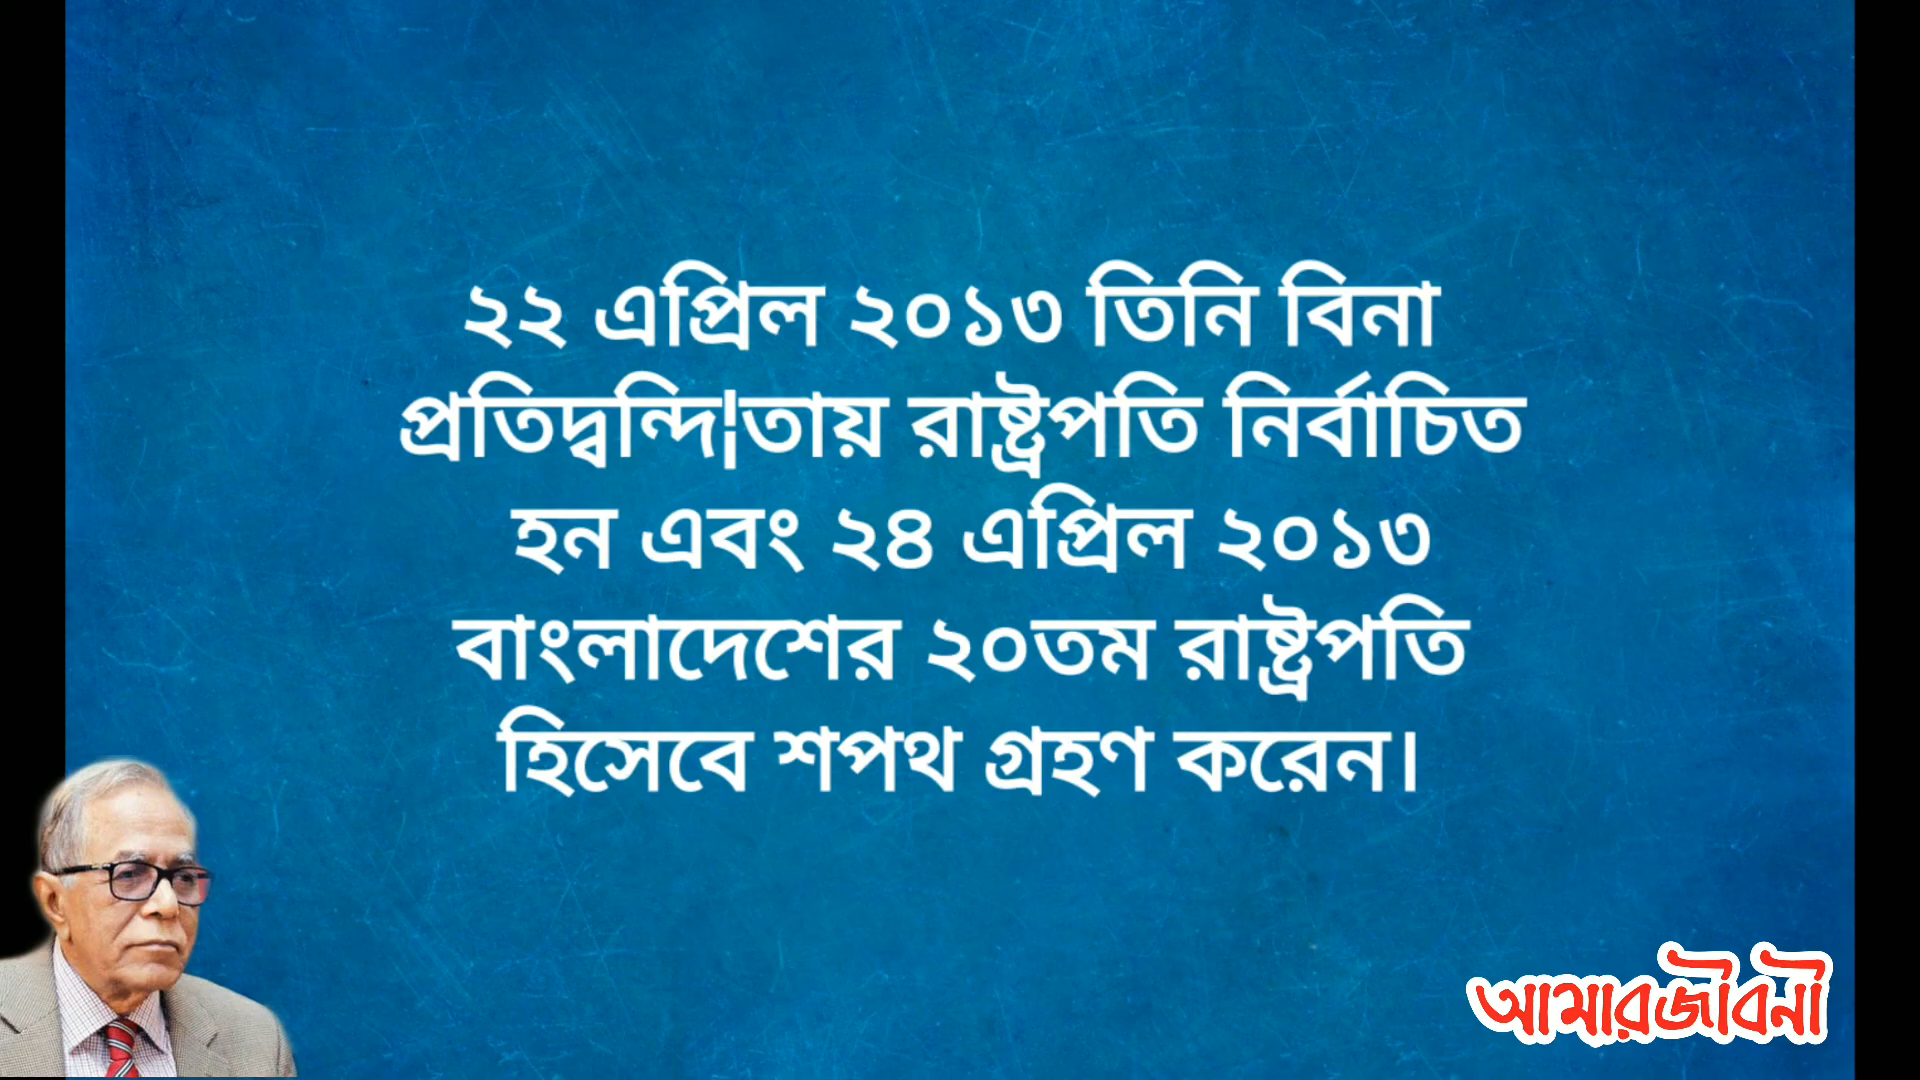 ২২ এপ্রিল ২০১৩ তিনি বিনা
প্রতিদ্বন্দি¦তায় রাষ্ট্রপতি নির্বাচিত
হন এবং ২৪ এপ্রিল ২০১৩
বাংলাদেশের ২০তম রাষ্ট্রপতি
হিসেবে শপথ গ্রহণ করেন।
আমারজীবনী